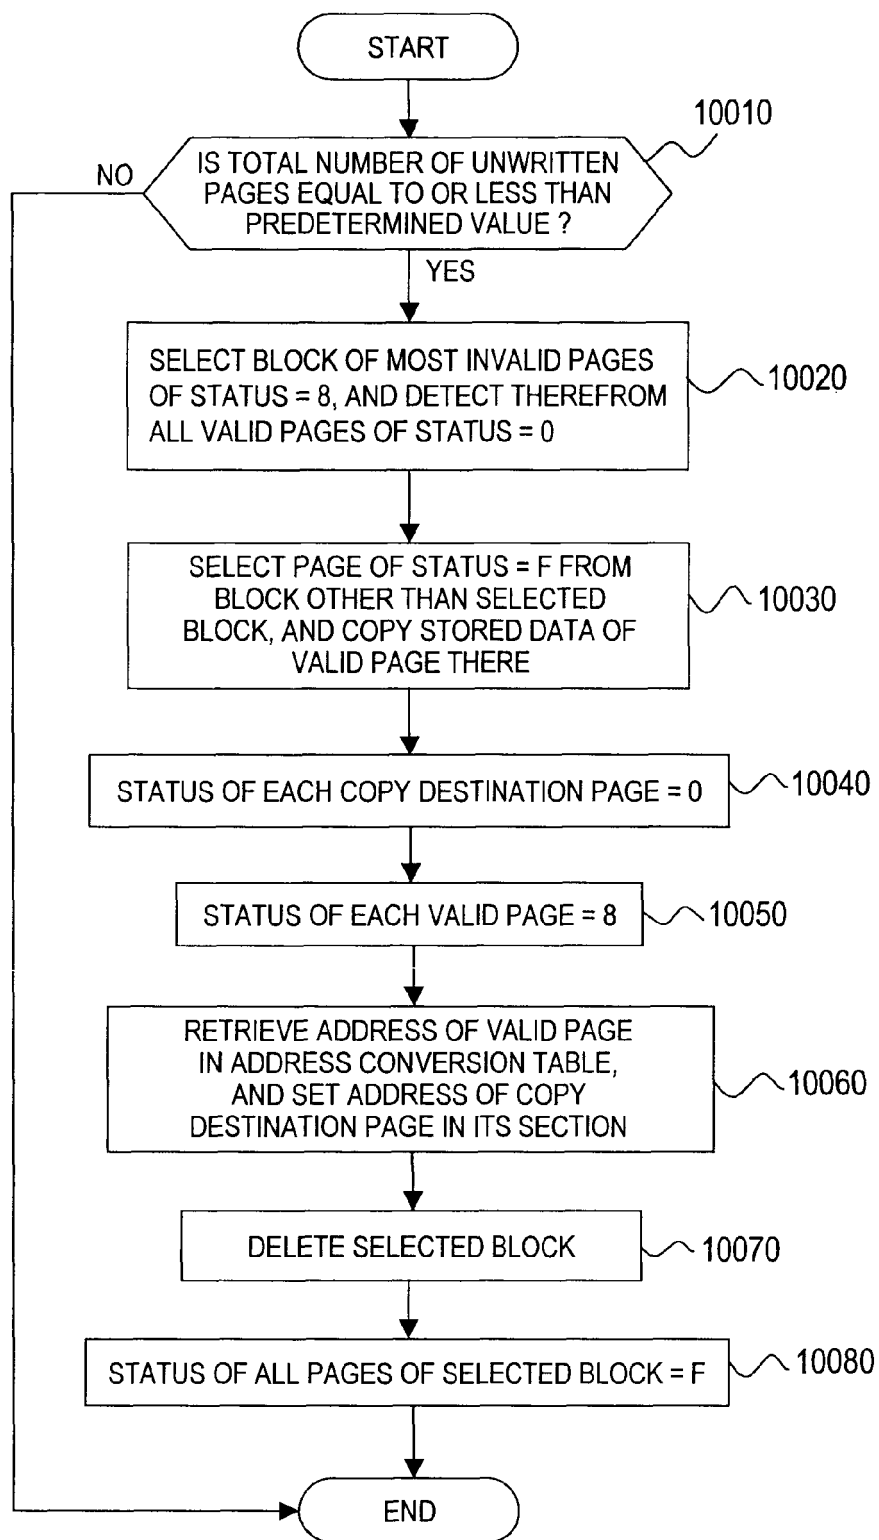 START
10010
IS TOTAL NUMBER OF UNWRITTEN
PAGES EQUAL TO OR LESS THAN
PREDETERMINED VALUE ?
NO
YES
SELECT BLOCK OF MOST INVALID PAGES
OF STATUS = 8, AND DETECT THEREFROM
ALL VALID PAGES OF STATUS = 0
10020
SELECT PAGE OF STATUS = F FROM
BLOCK OTHER THAN SELECTED
BLOCK, AND COPY STORED DATA OF
VALID PAGE THERE
10030
STATUS OF EACH COPY DESTINATION PAGE = 0
10040
STATUS OF EACH VALID PAGE = 8
10050
RETRIEVE ADDRESS OF VALID PAGE
IN ADDRESS CONVERSION TABLE,
AND SET ADDRESS OF COPY
DESTINATION PAGE IN ITS SECTION
10060
DELETE SELECTED BLOCK
10070
STATUS OF ALL PAGES OF SELECTED BLOCK = F
10080
END